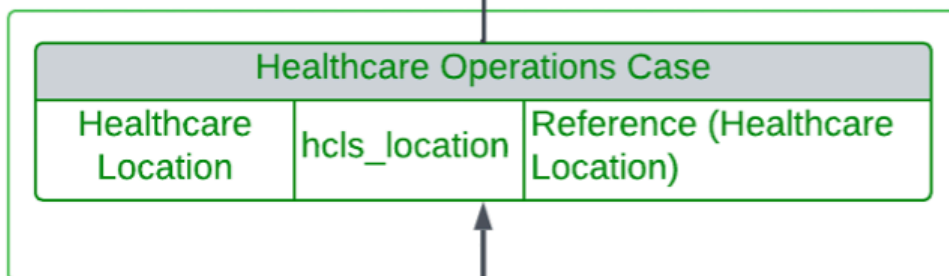 Healthcare Operations Case
Healthcare
Location
hcls_location
Reference (Healthcare
Location)